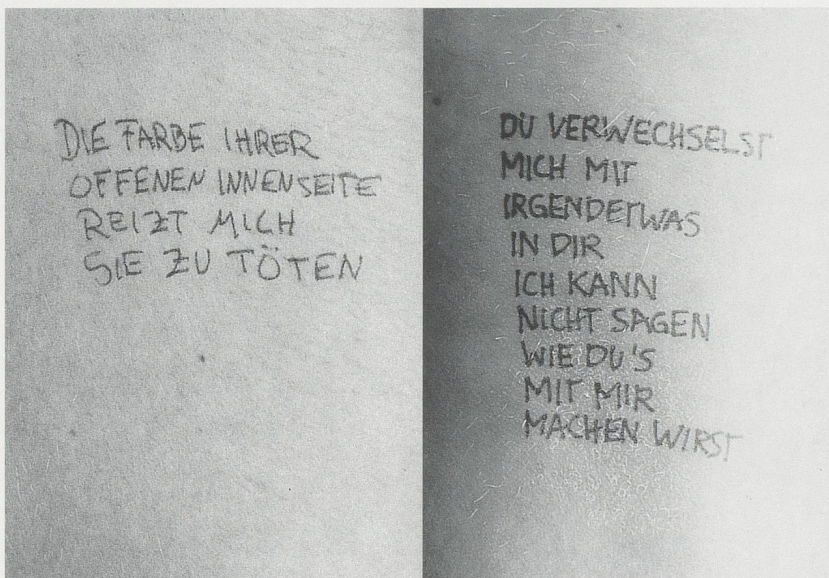 DIE FARBE IHRER
OFFENEN INNENSEITE
REIZT MICH
SIE ZU TÖTEN
DU VERWECHSELST
MICH MIT
IRGENDETWAS
IN DIR
ICH KANN
NICHT SAGEN
WIE DU'S
MIT MIR
MACHEN WIRST